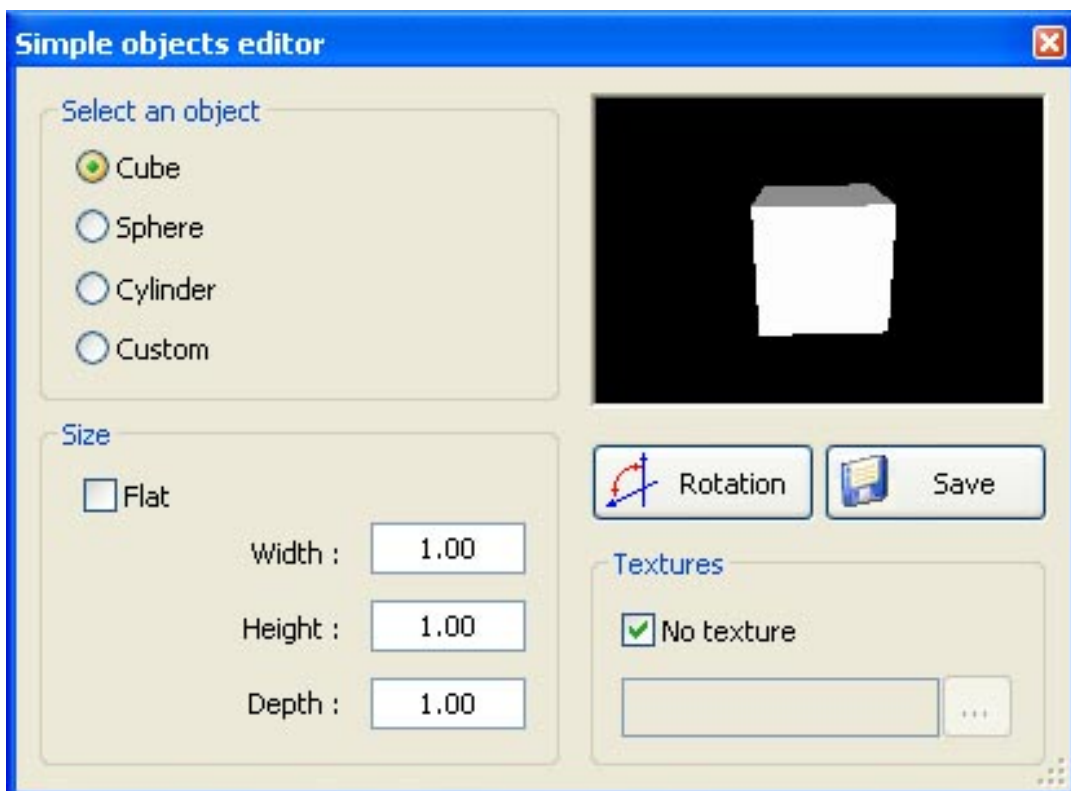 Simple objects editor
Select an object
Cube
Sphere
Cylinder
Custom
Size
Flat
Width : 1.00
Height : 1.00
Depth : 1.00
Rotation
Save
Textures
No texture
...